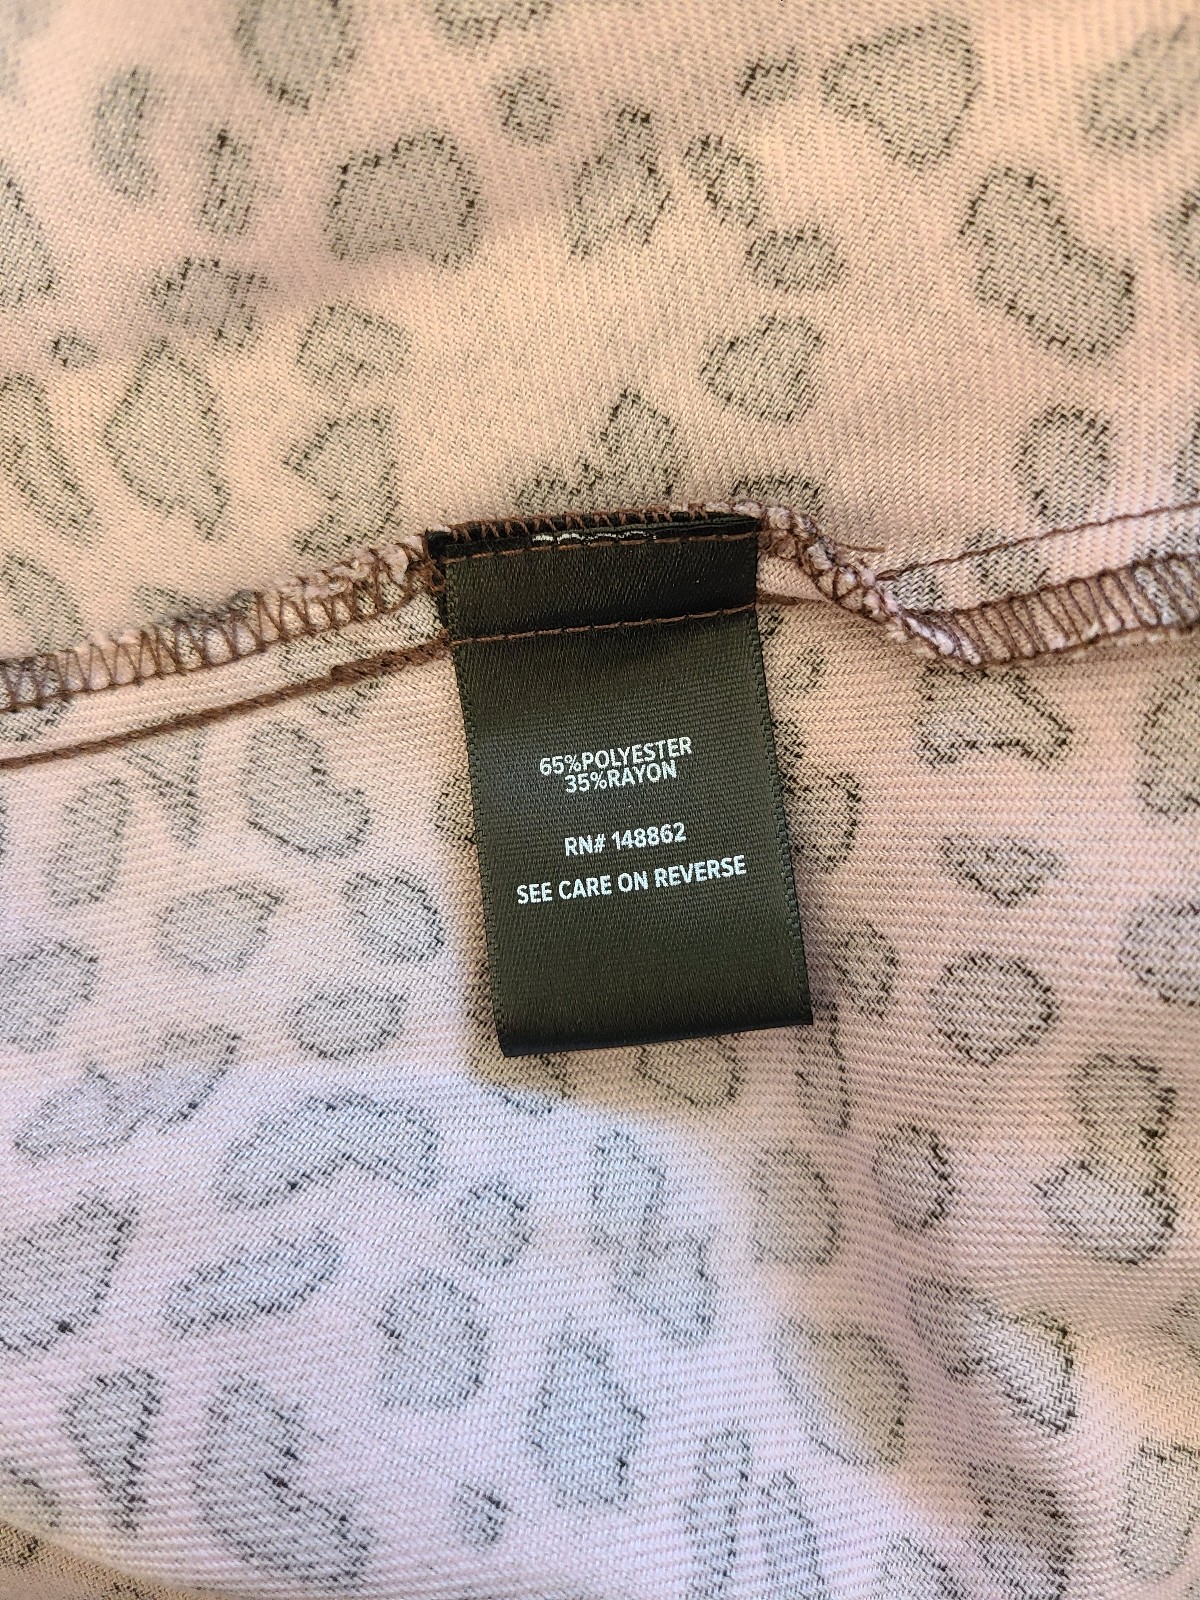 65%POLYESTER
35%RAYON
RN# 148862
SEE CARE ON REVERSE